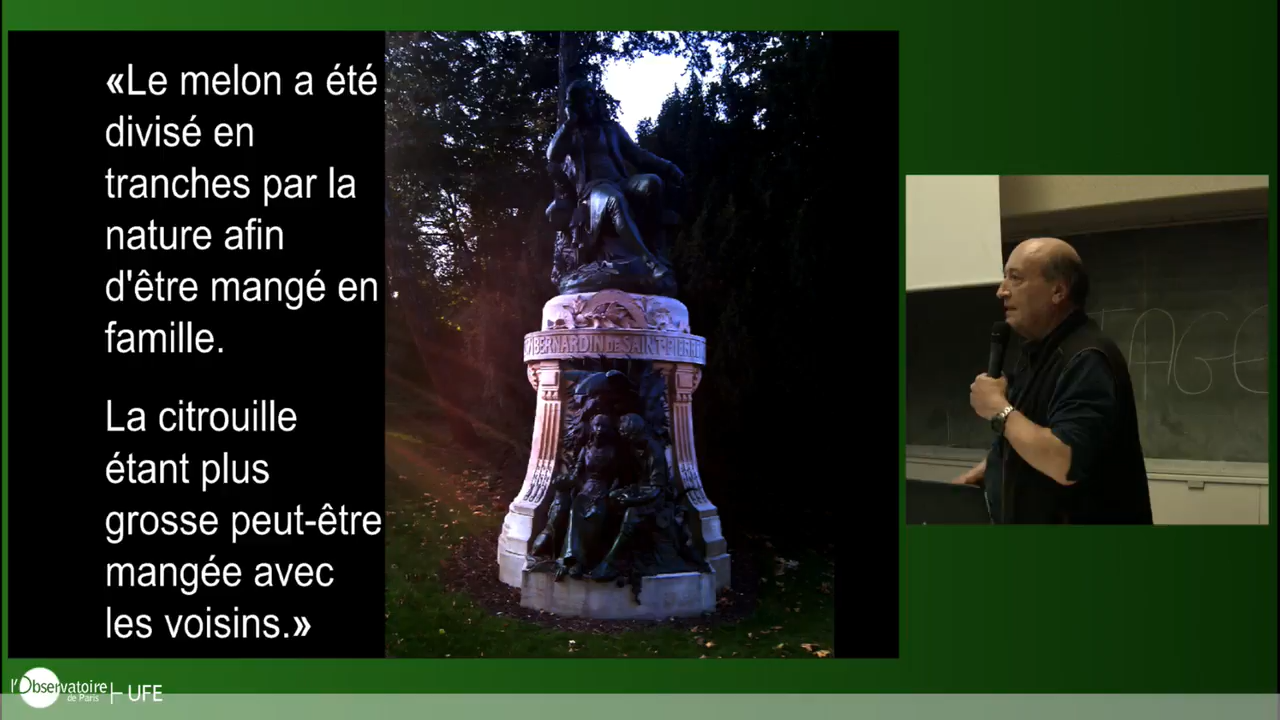 «Le melon a été
divisé en
tranches par la
nature afin
d'être mangé en
famille.
La citrouille
étant plus
grosse peut-être
mangée avec
les voisins.»
BERNARDIN DE SAINT-PIERRE
TAGE
l'Observatoire
de Paris
UFE